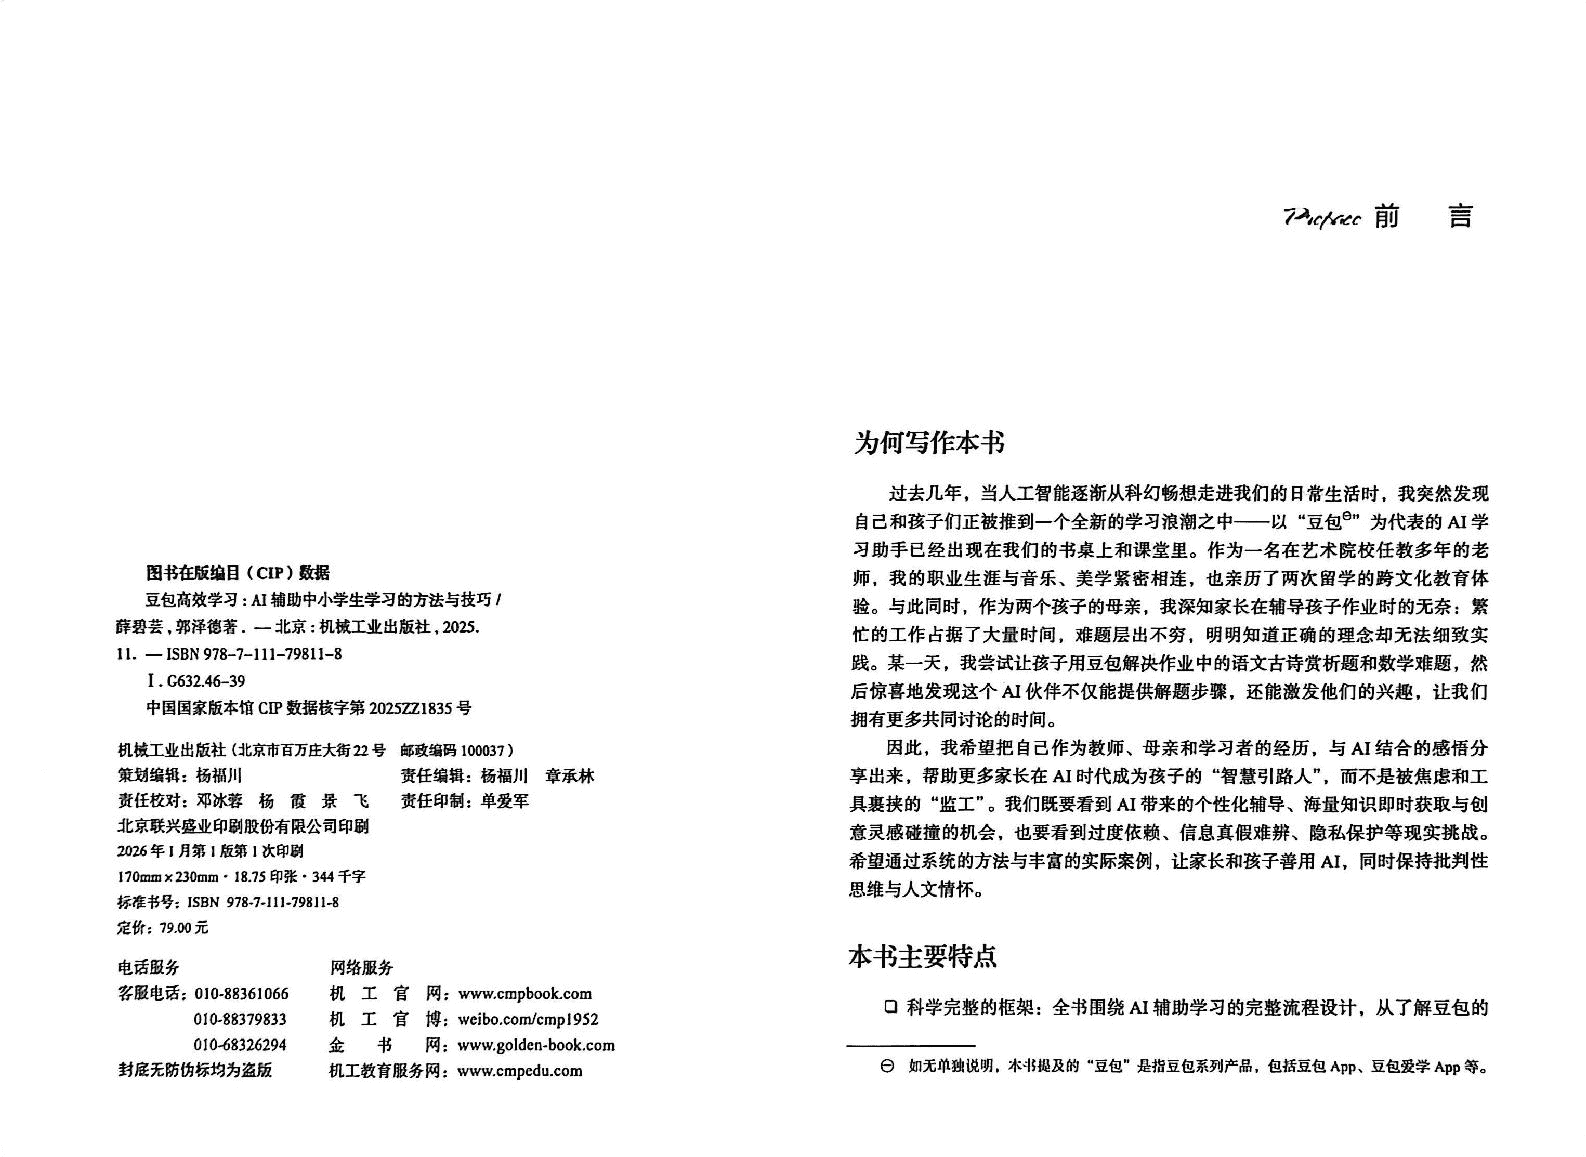 图书在版编目（CIP）数据
豆包高效学习：AI 辅助中小学生学习的方法与技巧 /
薛碧芸，郭泽德著．— 北京：机械工业出版社，2025.
11. — ISBN 978-7-111-79811-8
Ⅰ. G632.46-39
中国国家版本馆 CIP 数据核字第 2025ZZ1835 号
机械工业出版社（北京市百万庄大街 22 号　邮政编码 100037）
策划编辑：杨福川　责任编辑：杨福川　章承林
责任校对：邓冰蓉　杨　霞　景　飞　责任印制：单爱军
北京联兴盛业印刷股份有限公司印刷
2026 年 1 月第 1 版第 1 次印刷
170mm×230mm · 18.75 印张 · 344 千字
标准书号：ISBN 978-7-111-79811-8
定价：79.00 元
电话服务　网络服务
客服电话：010-88361066　机 工 官 网：www.cmpbook.com
010-88379833　机 工 官 博：weibo.com/cmp1952
010-68326294　金 书 网：www.golden-book.com
封底无防伪标均为盗版　机工教育服务网：www.cmpedu.com
Preface 前　言
为何写作本书
过去几年，当人工智能逐渐从科幻畅想走进我们的日常生活时，我突然发现
自己和孩子们正被推到一个全新的学习浪潮之中——以“豆包㊀”为代表的 AI 学
习助手已经出现在我们的书桌上和课堂里。作为一名在艺术院校任教多年的老
师，我的职业生涯与音乐、美学紧密相连，也亲历了两次留学的跨文化教育体
验。与此同时，作为两个孩子的母亲，我深知家长在辅导孩子作业时的无奈：繁
忙的工作占据了大量时间，难题层出不穷，明明知道正确的理念却无法细致实
践。某一天，我尝试让孩子用豆包解决作业中的语文古诗赏析题和数学难题，然
后惊喜地发现这个 AI 伙伴不仅能提供解题步骤，还能激发他们的兴趣，让我们
拥有更多共同讨论的时间。
因此，我希望把自己作为教师、母亲和学习者的经历，与 AI 结合的感悟分
享出来，帮助更多家长在 AI 时代成为孩子的“智慧引路人”，而不是被焦虑和工
具裹挟的“监工”。我们既要看到 AI 带来的个性化辅导、海量知识即时获取与创
意灵感碰撞的机会，也要看到过度依赖、信息真假难辨、隐私保护等现实挑战。
希望通过系统的方法与丰富的实际案例，让家长和孩子善用 AI，同时保持批判性
思维与人文情怀。
本书主要特点
❏ 科学完整的框架：全书围绕 AI 辅助学习的完整流程设计，从了解豆包的
㊀ 如无单独说明，本书提及的“豆包”是指豆包系列产品，包括豆包 App、豆包爱学 App 等。